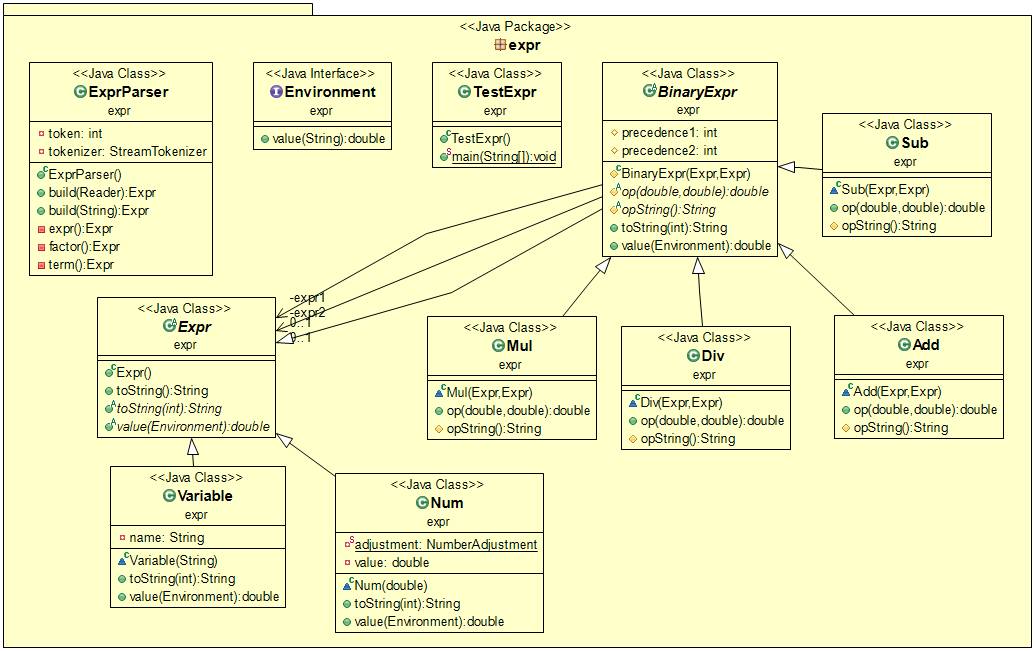 <<Java Package>>
expr
<<Java Class>>
ExprParser
expr
token: int
tokenizer: StreamTokenizer
ExprParser()
build(Reader):Expr
build(String):Expr
expr():Expr
factor():Expr
term():Expr
<<Java Interface>>
Environment
expr
value(String):double
<<Java Class>>
TestExpr
expr
TestExpr()
main(String[]):void
<<Java Class>>
BinaryExpr
expr
precedence1: int
precedence2: int
BinaryExpr(Expr,Expr)
op(double,double):double
opString():String
toString(int):String
value(Environment):double
<<Java Class>>
Sub
expr
Sub(Expr,Expr)
op(double,double):double
opString():String
-expr1
-expr2
0..1
0..1
<<Java Class>>
Expr
expr
Expr()
toString():String
toString(int):String
value(Environment):double
<<Java Class>>
Mul
expr
Mul(Expr,Expr)
op(double,double):double
opString():String
<<Java Class>>
Div
expr
Div(Expr,Expr)
op(double,double):double
opString():String
<<Java Class>>
Add
expr
Add(Expr,Expr)
op(double,double):double
opString():String
<<Java Class>>
Variable
expr
name: String
Variable(String)
toString(int):String
value(Environment):double
<<Java Class>>
Num
expr
adjustment: NumberAdjustment
value: double
Num(double)
toString(int):String
value(Environment):double